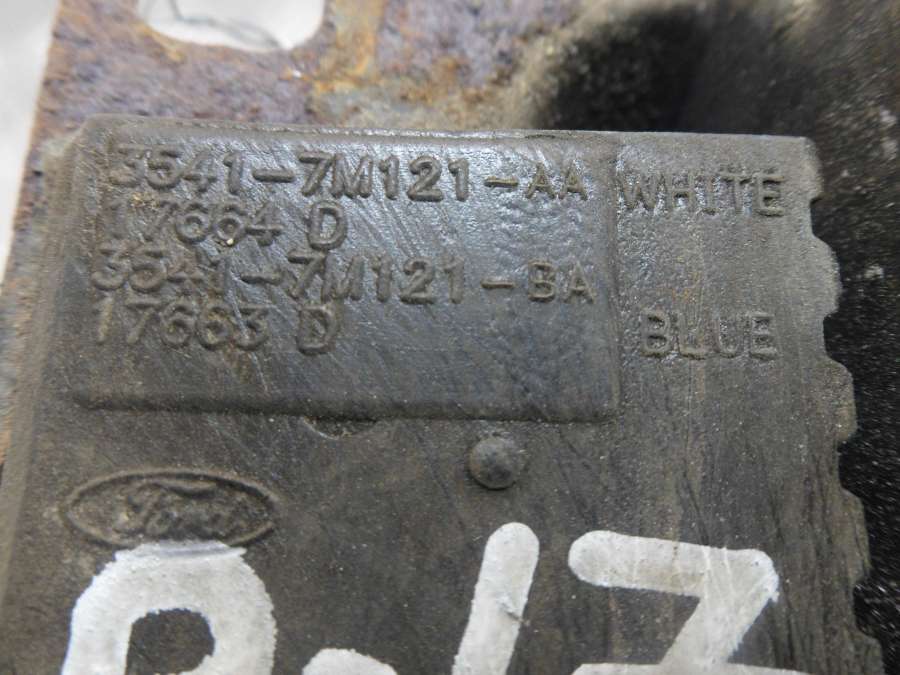 3541-7M121-AA WHITE
17664 D
3541-7M121-BA
17663 D BLUE
Ford